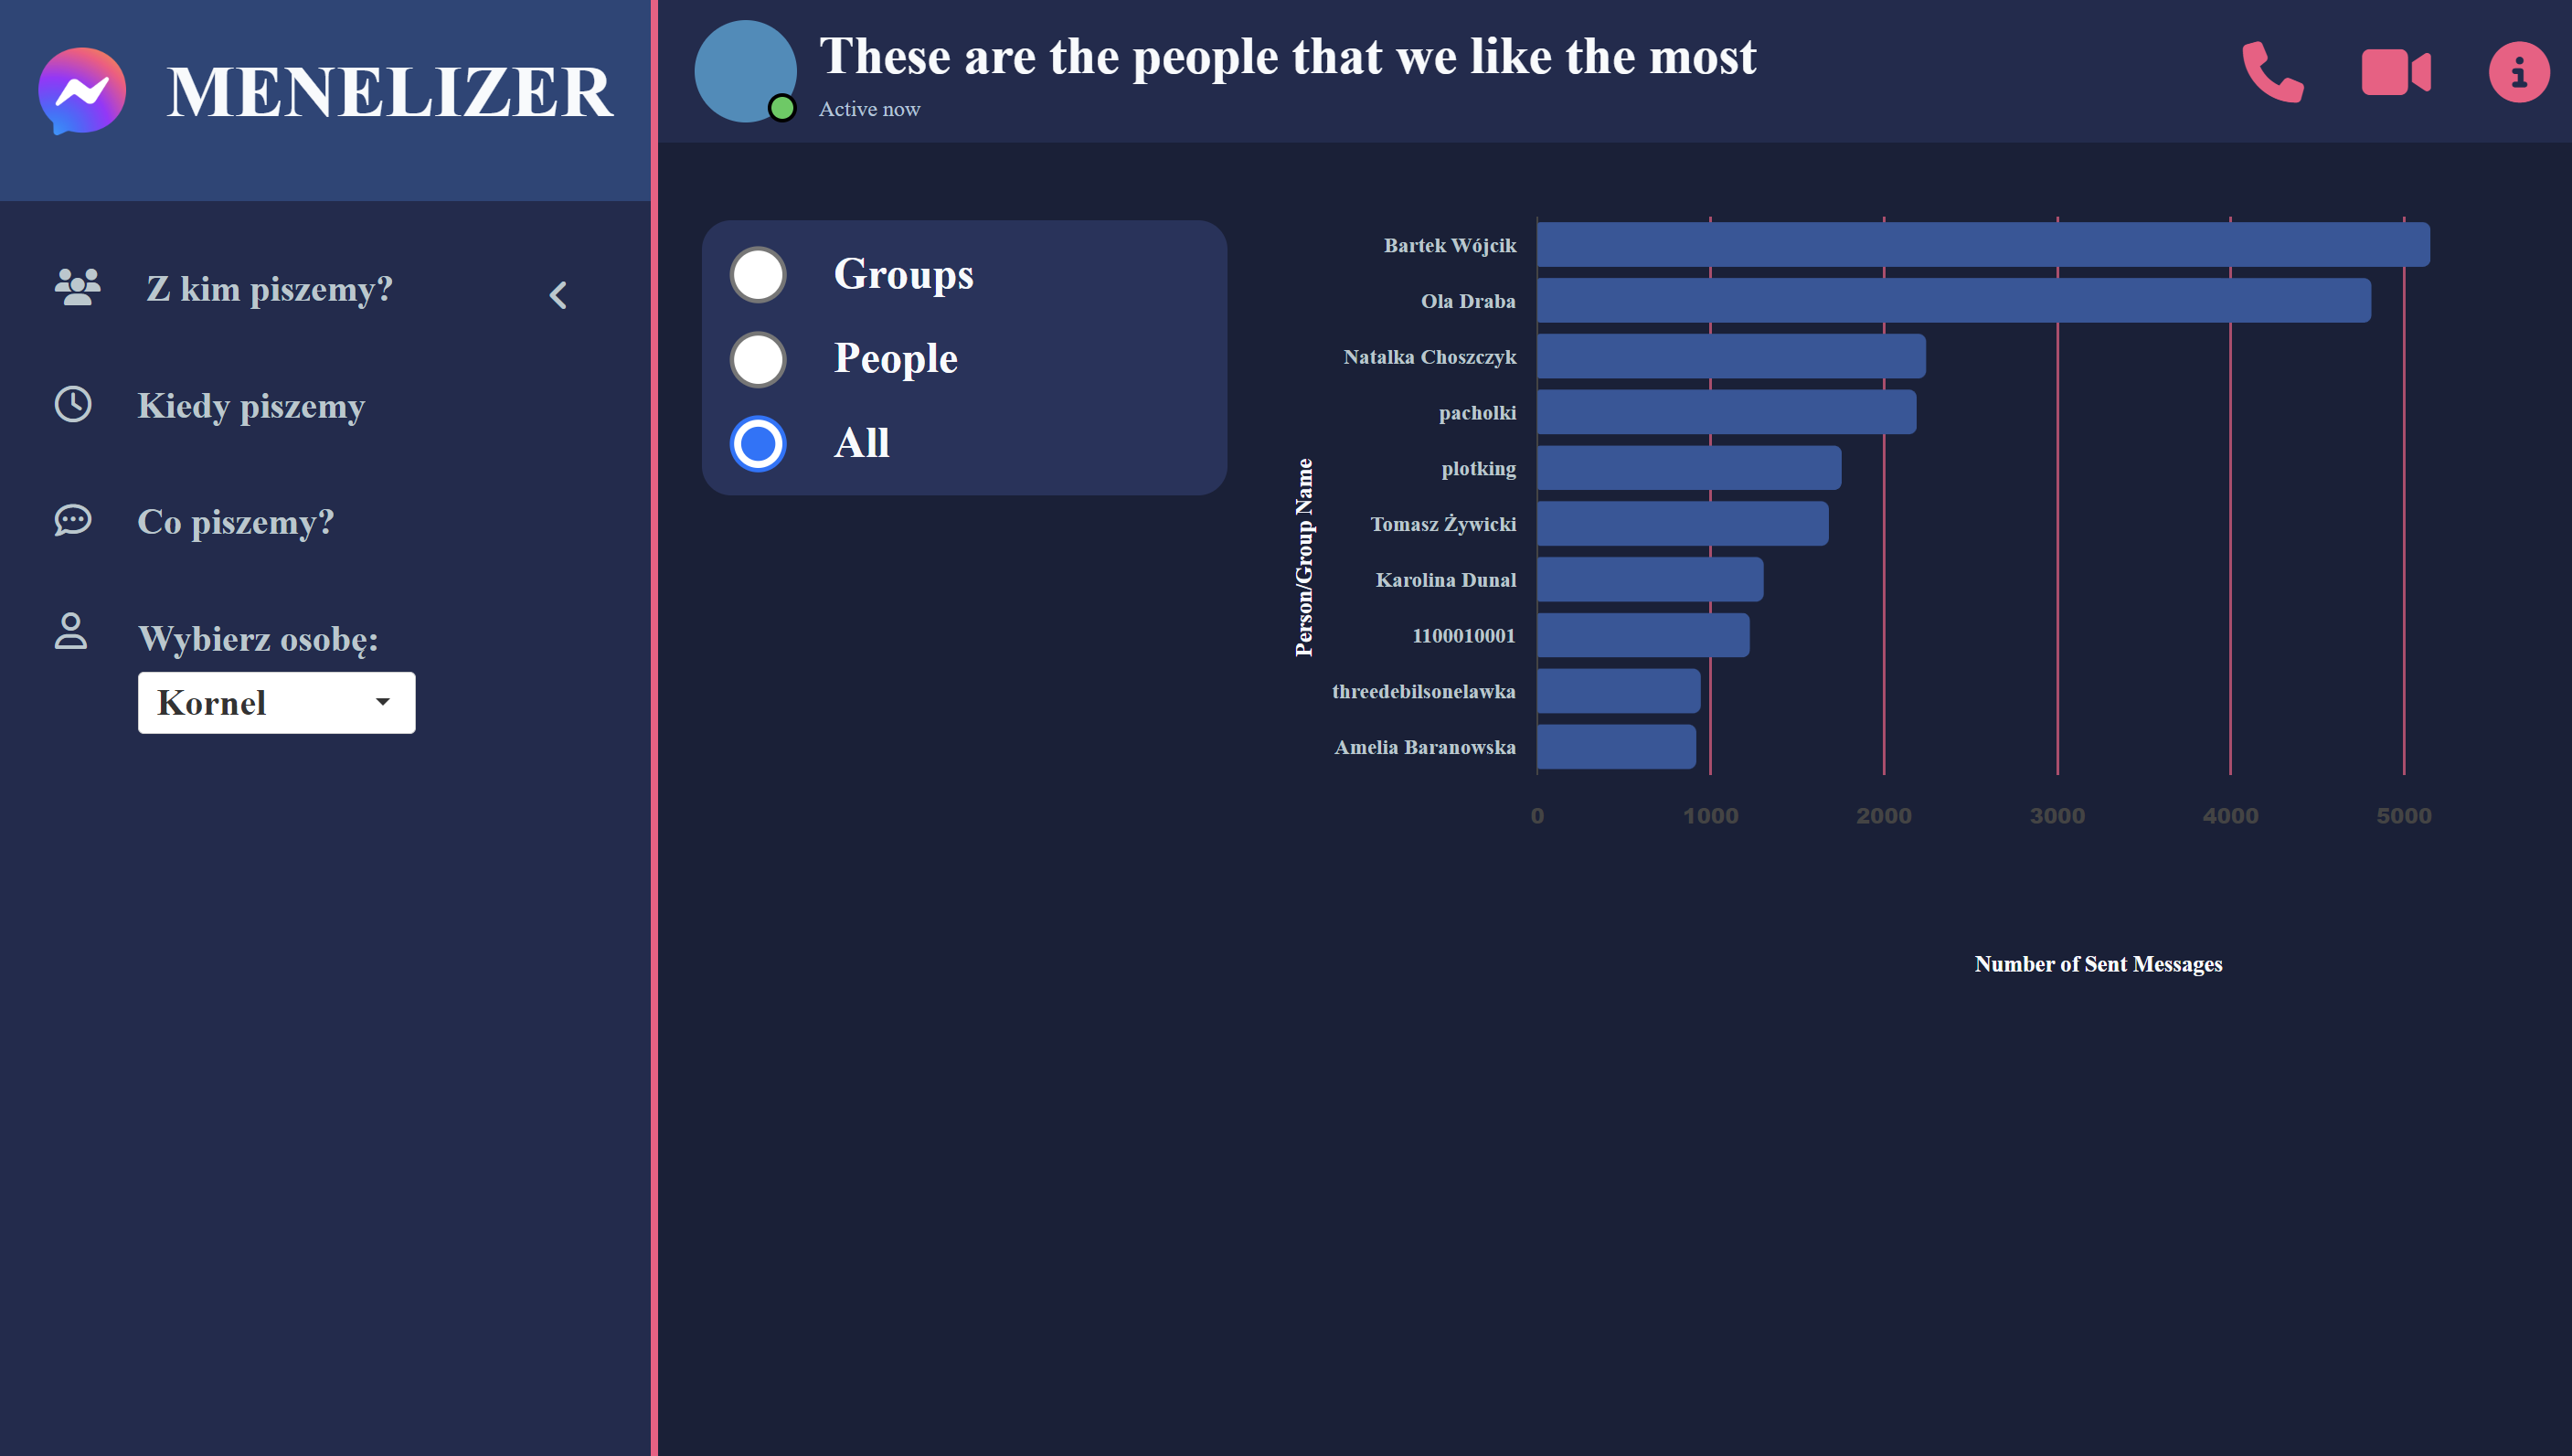 MENELIZER
Z kim piszemy?
Kiedy piszemy
Co piszemy?
Wybierz osobę:
Kornel
These are the people that we like the most
Active now
Groups
People
All
Person/Group Name
Bartek Wójcik
Ola Draba
Natalka Choszczyk
pacholki
plotking
Tomasz Żywicki
Karolina Dunal
1100010001
threedebilsonelawka
Amelia Baranowska
0 1000 2000 3000 4000 5000
Number of Sent Messages